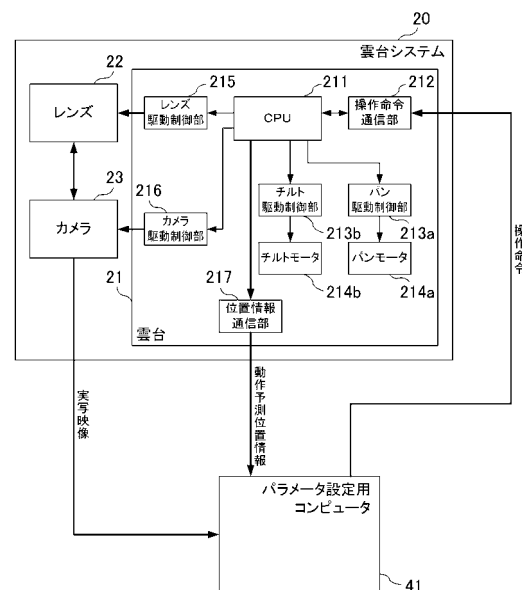 20
雲台システム
22
レンズ
215
レンズ
駆動制御部
211
CPU
212
操作命令
通信部
23
カメラ
216
カメラ
駆動制御部
チルト
駆動制御部
213b
パン
駆動制御部
213a
チルトモータ
214b
パンモータ
214a
217
位置情報
通信部
21
雲台
操作命令
実写映像
動作予測位置情報
パラメータ設定用
コンピュータ
41